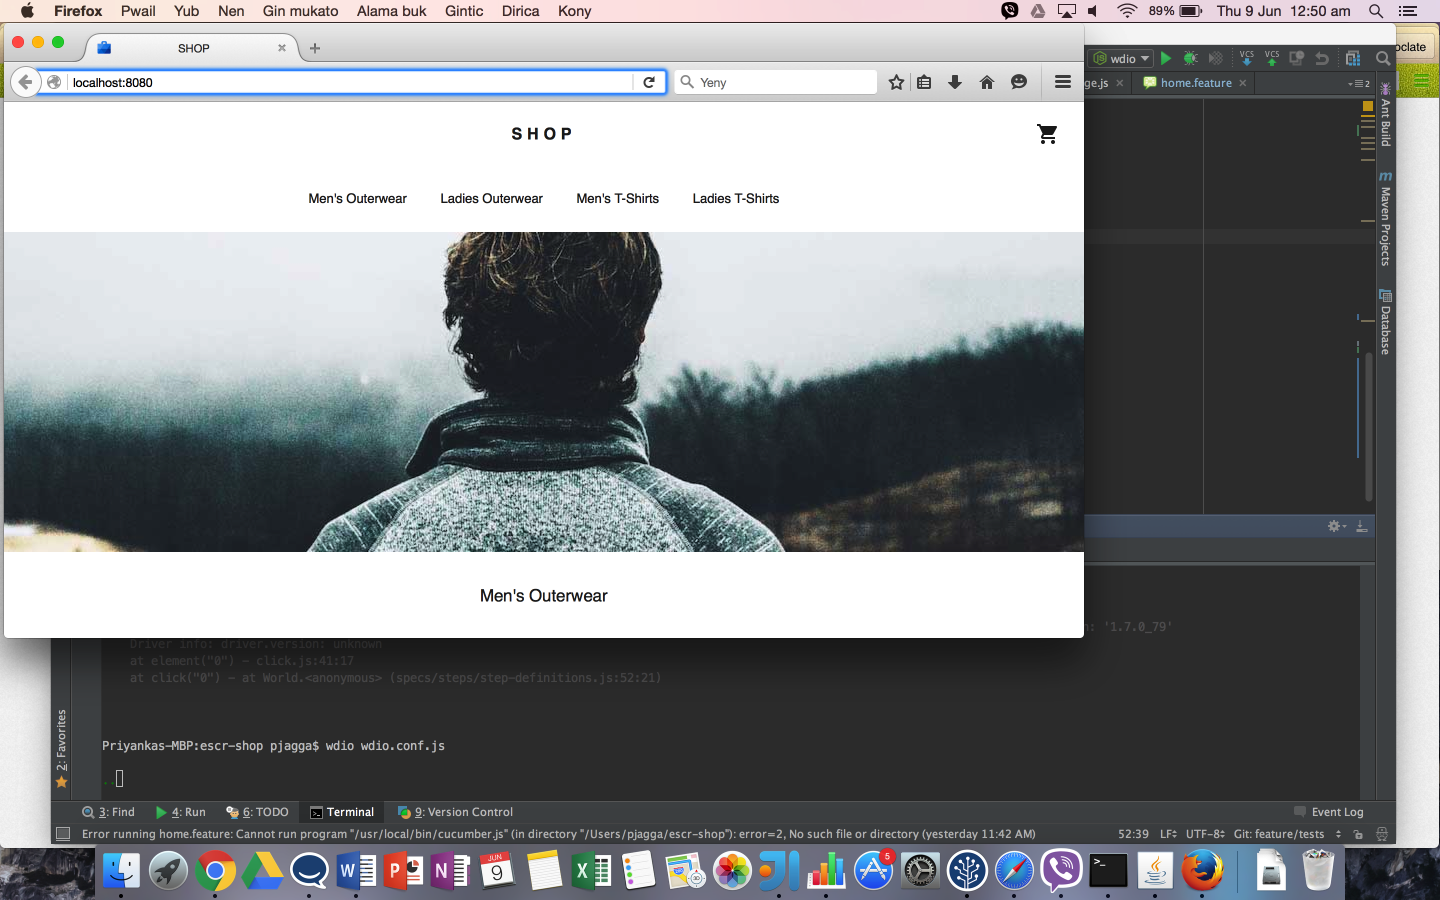 Firefox Pwail Yub Nen Gin mukato Alama buk Gintic Dirica Kony 89% Thu 9 Jun 12:50 am
SHOP
localhost:8080 Yeny
wdio VCS VCS
ge.js home.feature 2
SHOP
Men's Outerwear Ladies Outerwear Men's T-Shirts Ladies T-Shirts
Men's Outerwear
Ant Build
Maven Projects
Database
: '1.7.0_79'
Driver info: driver.version: unknown
at element("0") - click.js:41:17
at click("0") - at World.<anonymous> (specs/steps/step-definitions.js:52:21)
Priyankas-MBP:escr-shop pjagga$ wdio wdio.conf.js
..
2: Favorites
3: Find 4: Run 6: TODO Terminal 9: Version Control Event Log
Error running home.feature: Cannot run program "/usr/local/bin/cucumber.js" (in directory "/Users/pjagga/escr-shop"): error=2, No such file or directory (yesterday 11:42 AM) 52:39 LF UTF-8 Git: feature/tests
JUN
9
5